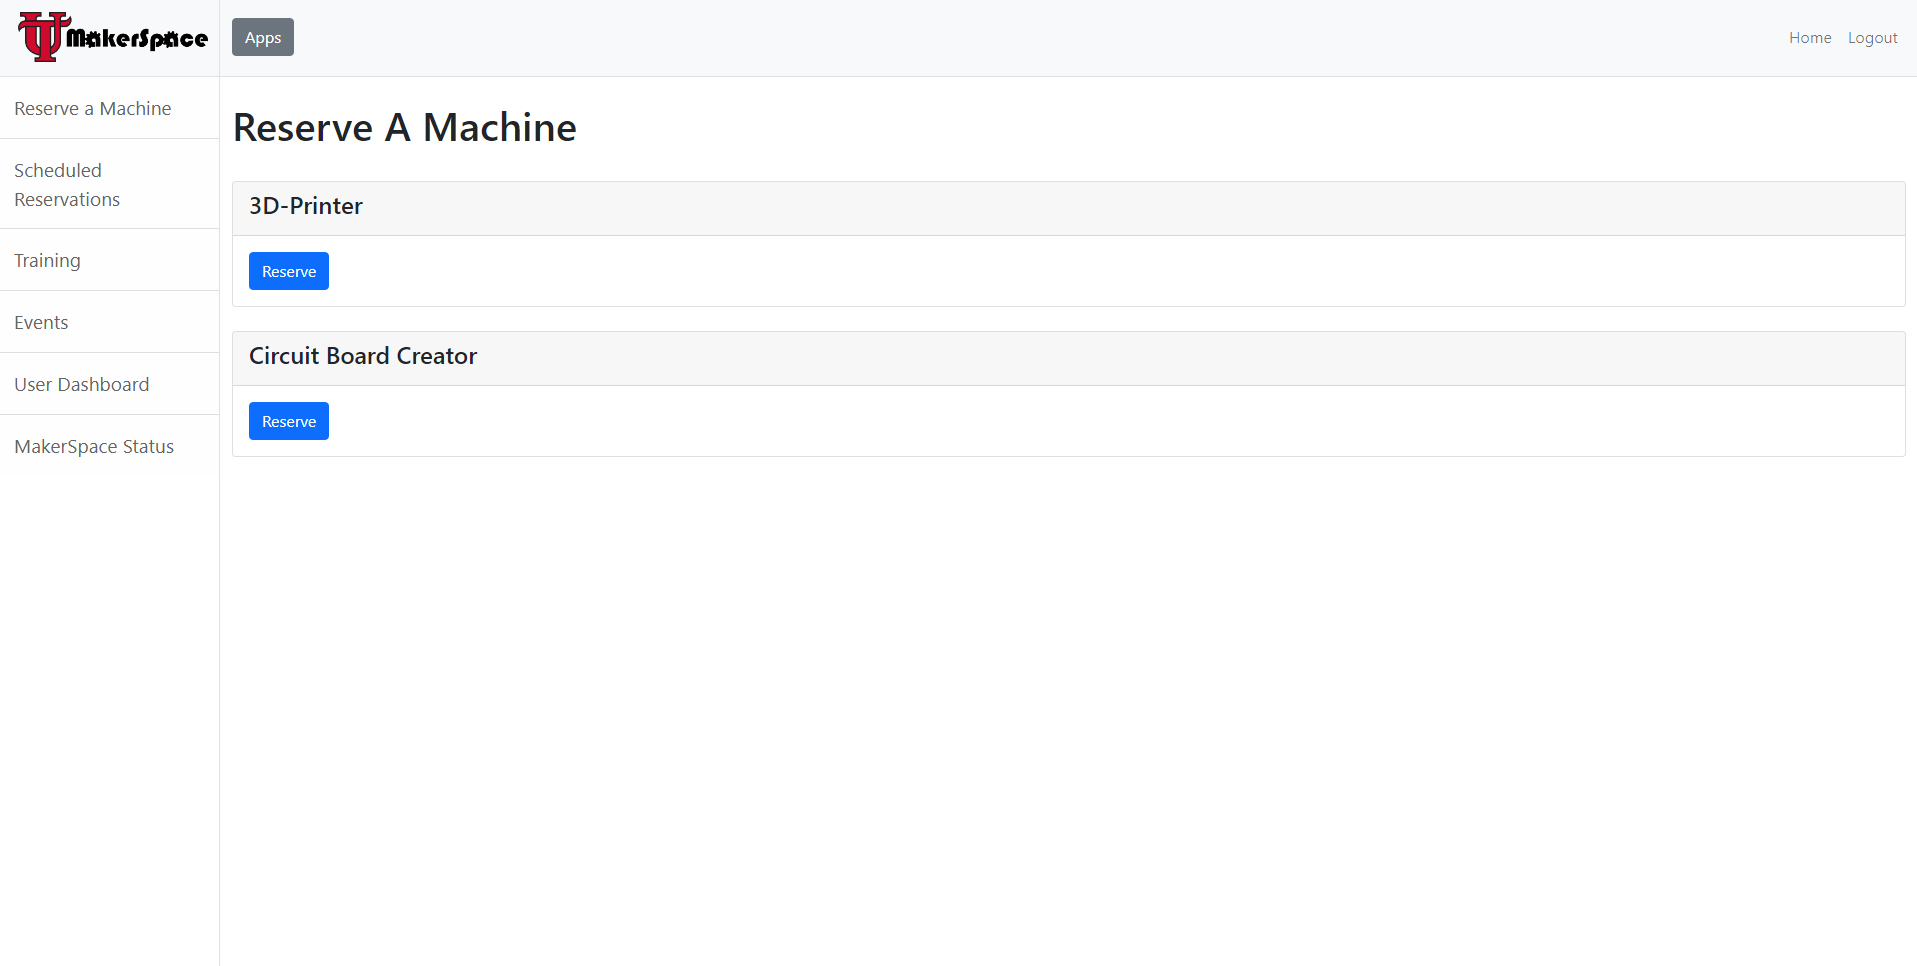 MakerSpace
Apps
Home
Logout
Reserve a Machine
Scheduled
Reservations
Training
Events
User Dashboard
MakerSpace Status
Reserve A Machine
3D-Printer
Reserve
Circuit Board Creator
Reserve